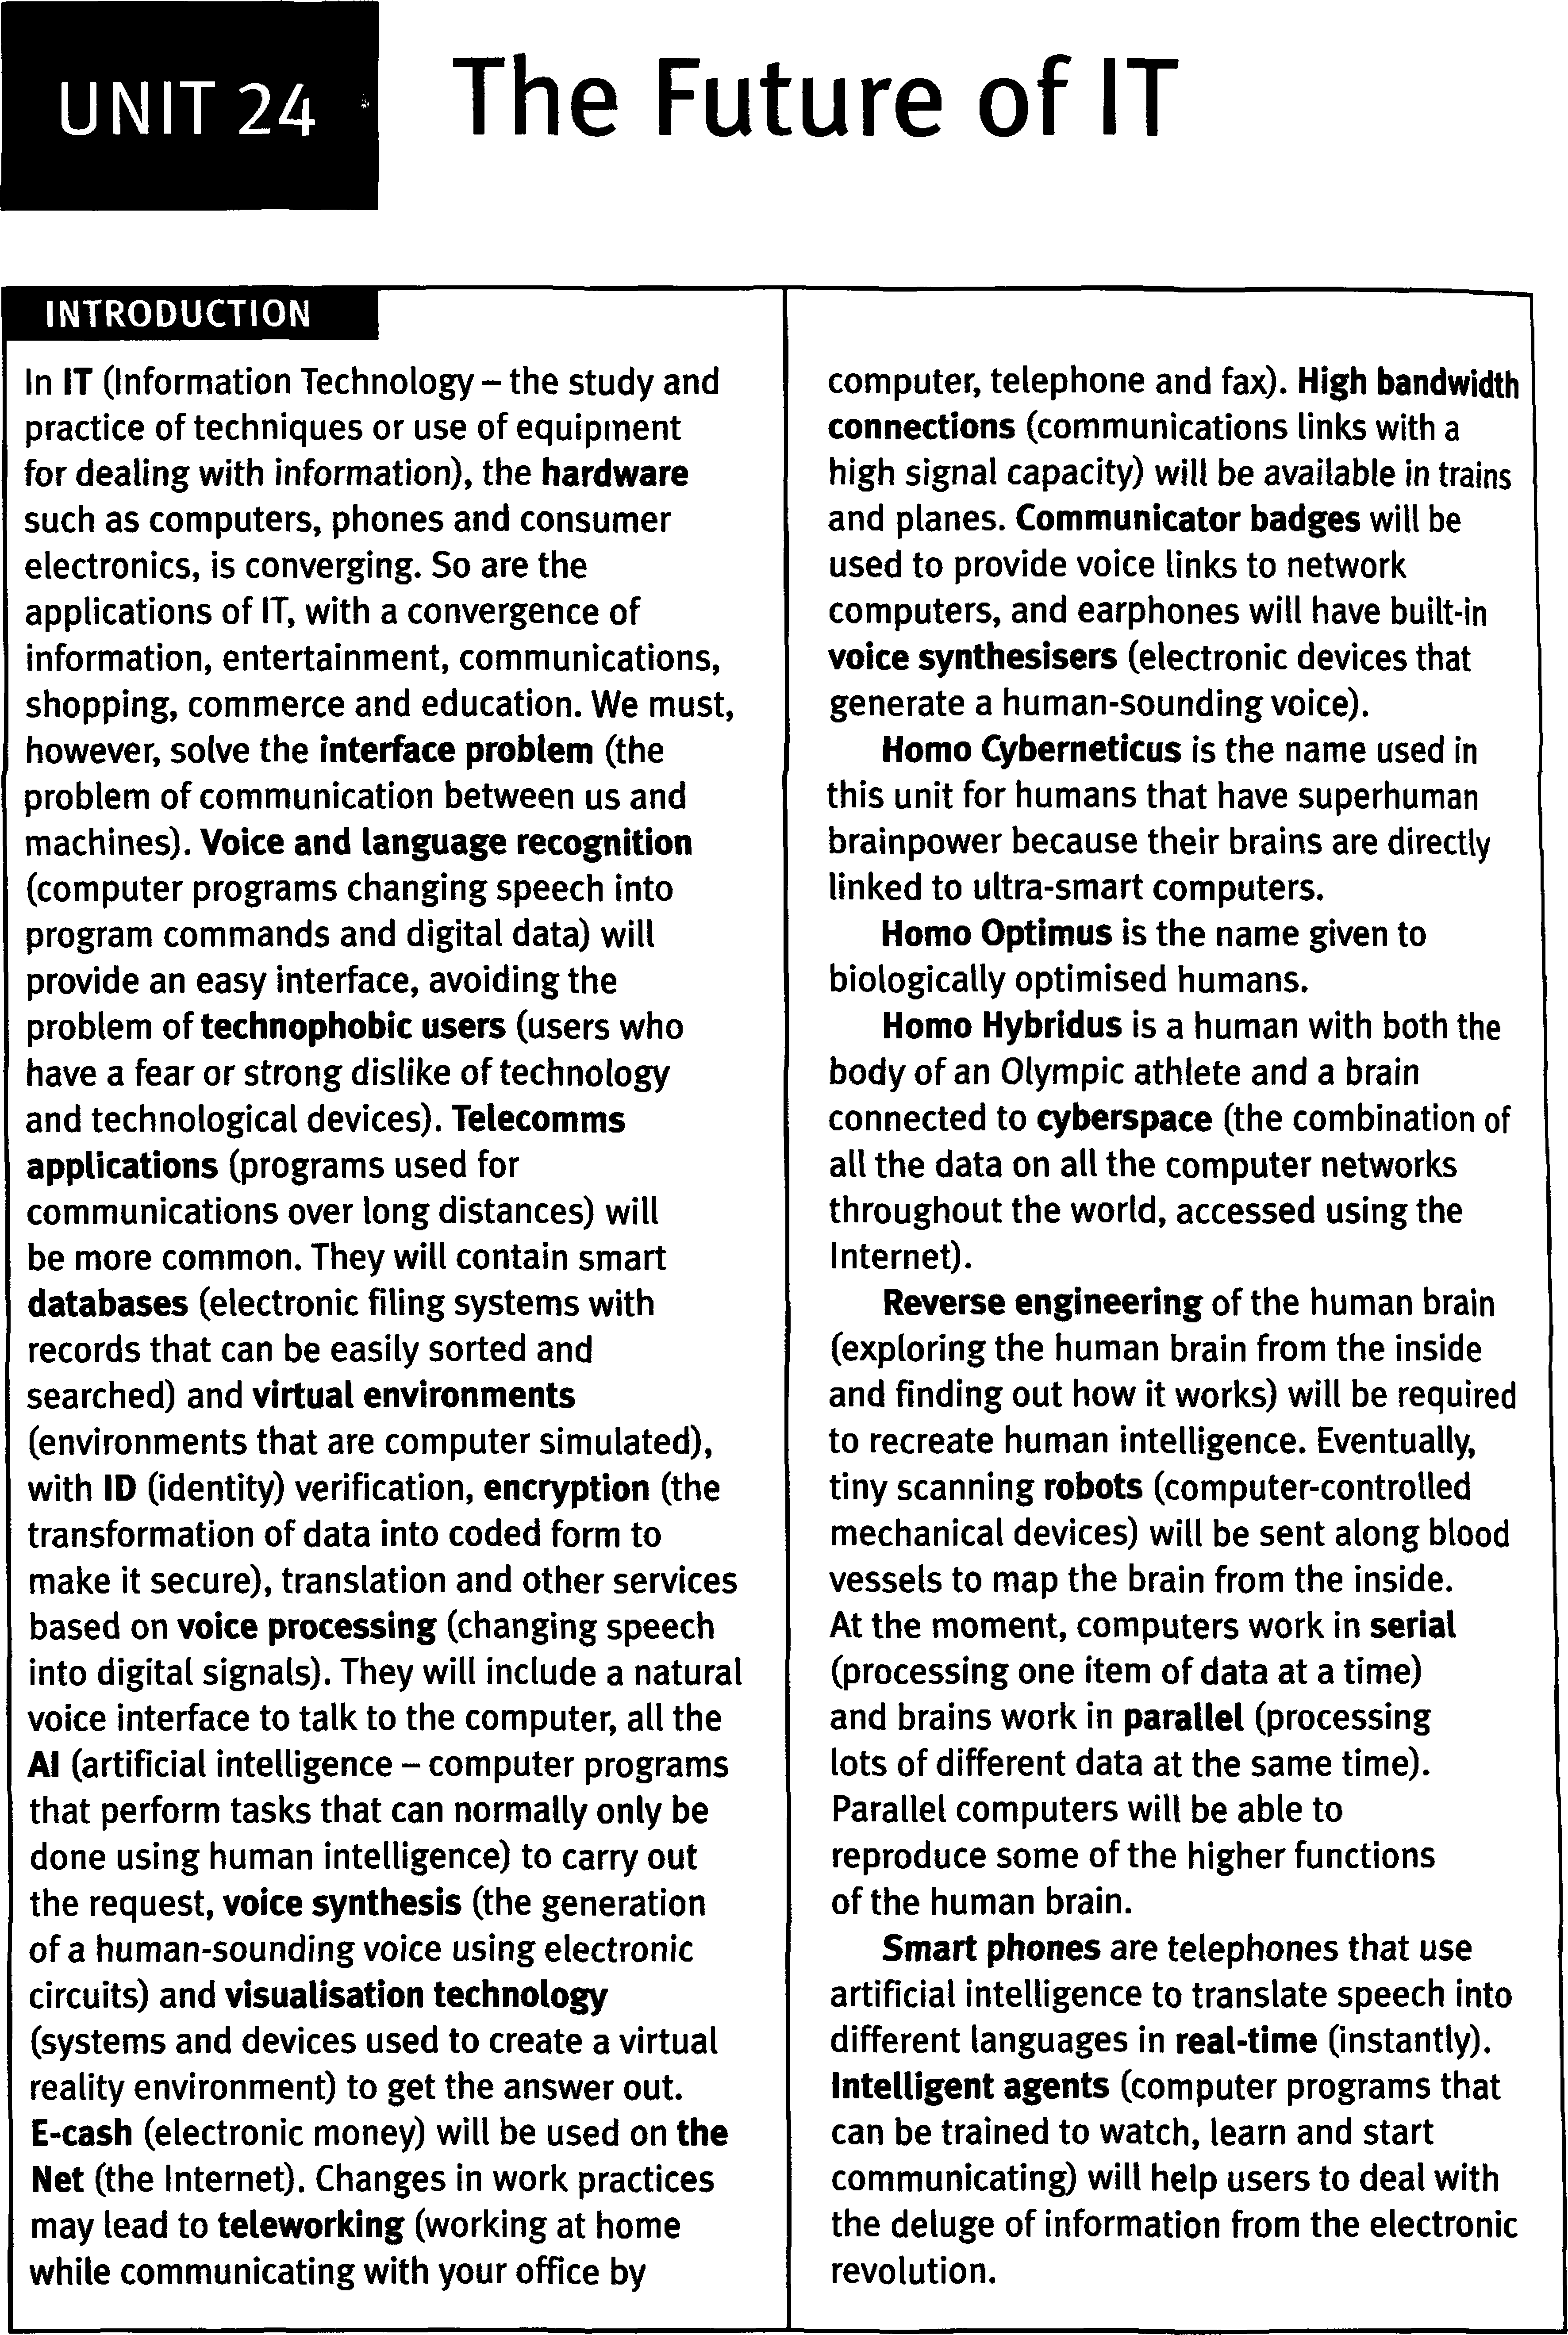 UNIT 24
The Future of IT
INTRODUCTION
In IT (Information Technology – the study and
practice of techniques or use of equipment
for dealing with information), the hardware
such as computers, phones and consumer
electronics, is converging. So are the
applications of IT, with a convergence of
information, entertainment, communications,
shopping, commerce and education. We must,
however, solve the interface problem (the
problem of communication between us and
machines). Voice and language recognition
(computer programs changing speech into
program commands and digital data) will
provide an easy interface, avoiding the
problem of technophobic users (users who
have a fear or strong dislike of technology
and technological devices). Telecomms
applications (programs used for
communications over long distances) will
be more common. They will contain smart
databases (electronic filing systems with
records that can be easily sorted and
searched) and virtual environments
(environments that are computer simulated),
with ID (identity) verification, encryption (the
transformation of data into coded form to
make it secure), translation and other services
based on voice processing (changing speech
into digital signals). They will include a natural
voice interface to talk to the computer, all the
AI (artificial intelligence – computer programs
that perform tasks that can normally only be
done using human intelligence) to carry out
the request, voice synthesis (the generation
of a human-sounding voice using electronic
circuits) and visualisation technology
(systems and devices used to create a virtual
reality environment) to get the answer out.
E-cash (electronic money) will be used on the
Net (the Internet). Changes in work practices
may lead to teleworking (working at home
while communicating with your office by
computer, telephone and fax). High bandwidth
connections (communications links with a
high signal capacity) will be available in trains
and planes. Communicator badges will be
used to provide voice links to network
computers, and earphones will have built-in
voice synthesisers (electronic devices that
generate a human-sounding voice).
Homo Cyberneticus is the name used in
this unit for humans that have superhuman
brainpower because their brains are directly
linked to ultra-smart computers.
Homo Optimus is the name given to
biologically optimised humans.
Homo Hybridus is a human with both the
body of an Olympic athlete and a brain
connected to cyberspace (the combination of
all the data on all the computer networks
throughout the world, accessed using the
Internet).
Reverse engineering of the human brain
(exploring the human brain from the inside
and finding out how it works) will be required
to recreate human intelligence. Eventually,
tiny scanning robots (computer-controlled
mechanical devices) will be sent along blood
vessels to map the brain from the inside.
At the moment, computers work in serial
(processing one item of data at a time)
and brains work in parallel (processing
lots of different data at the same time).
Parallel computers will be able to
reproduce some of the higher functions
of the human brain.
Smart phones are telephones that use
artificial intelligence to translate speech into
different languages in real-time (instantly).
Intelligent agents (computer programs that
can be trained to watch, learn and start
communicating) will help users to deal with
the deluge of information from the electronic
revolution.